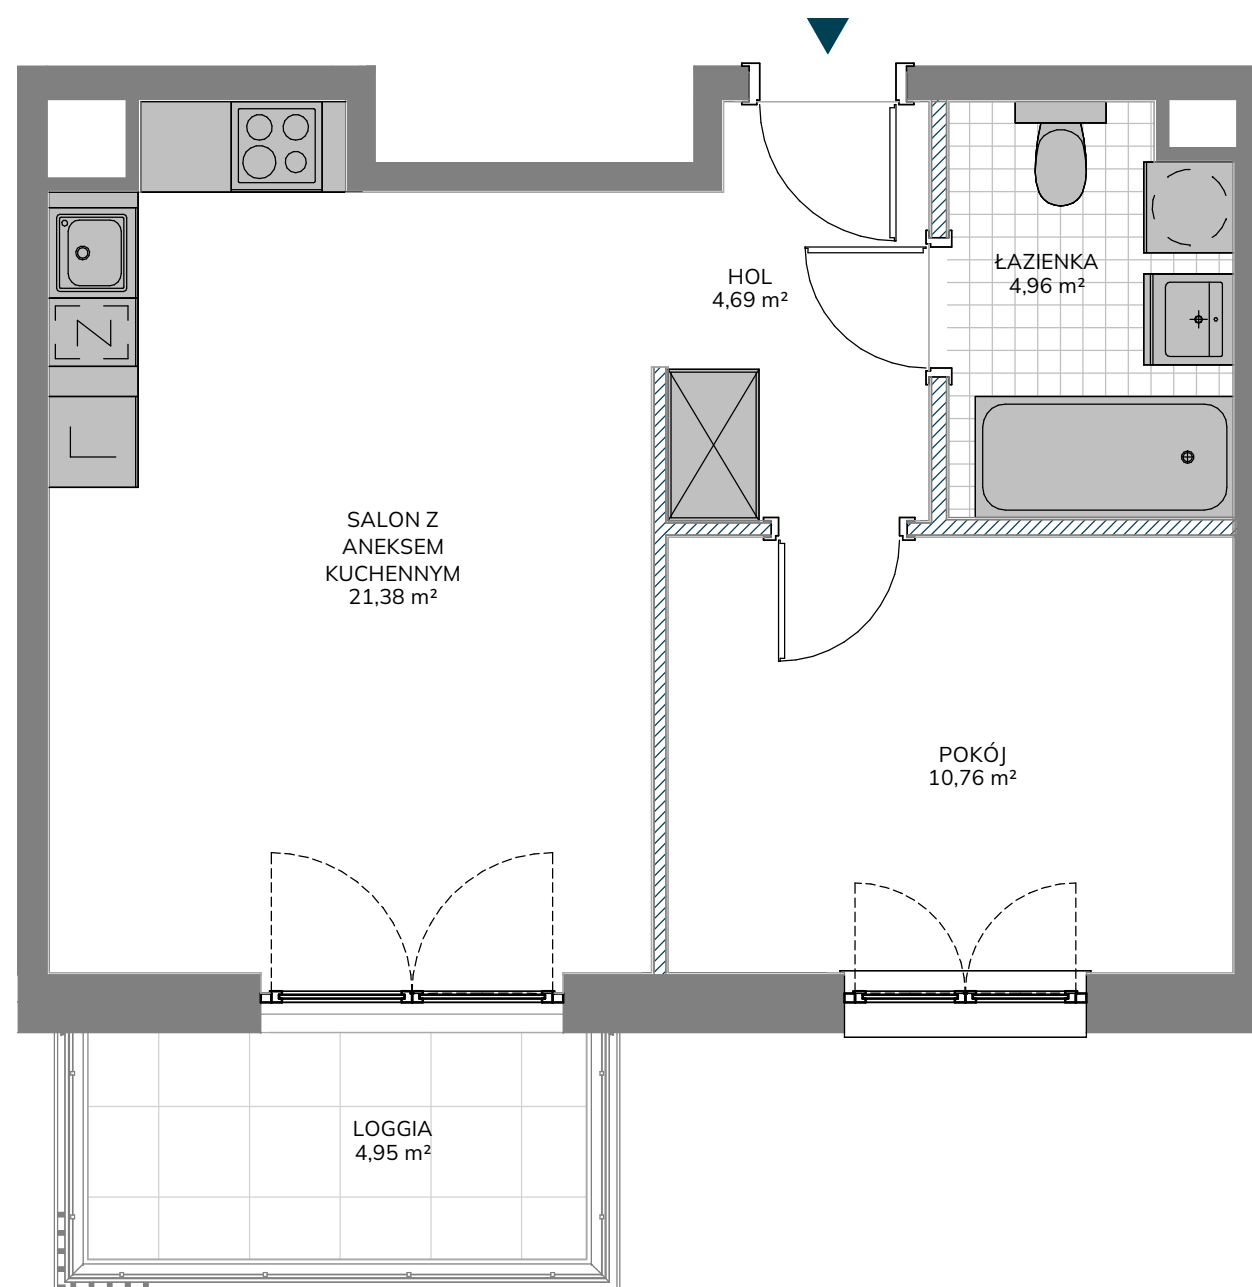 HOL
4,69 m²
ŁAZIENKA
4,96 m²
Z
L
SALON Z
ANEKSEM
KUCHENNYM
21,38 m²
POKÓJ
10,76 m²
LOGGIA
4,95 m²